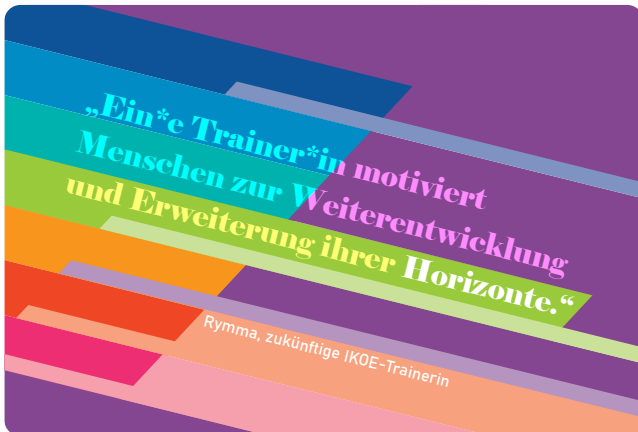 „Ein*e Trainer*in motiviert
Menschen zur Weiterentwicklung
und Erweiterung ihrer Horizonte.“
Rymma, zukünftige IKOE-Trainerin